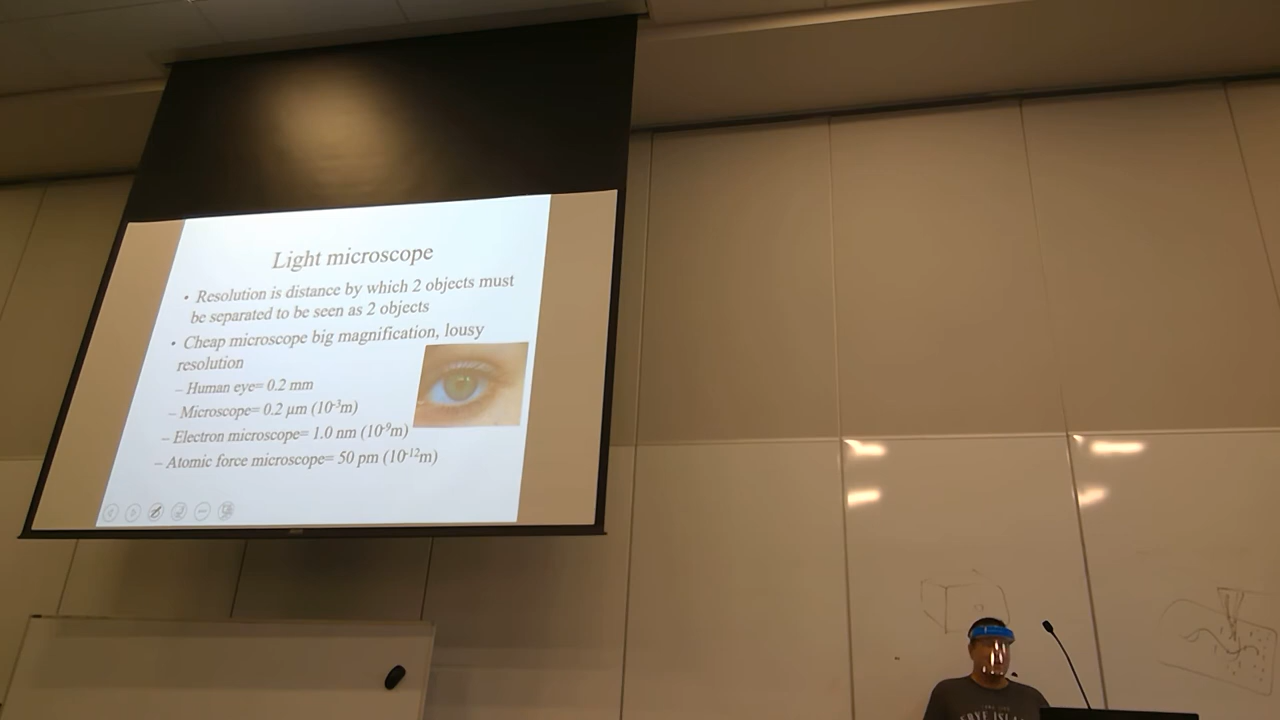 Light microscope
• Resolution is distance by which 2 objects must
be separated to be seen as 2 objects
• Cheap microscope big magnification, lousy
resolution
– Human eye= 0.2 mm
– Microscope= 0.2 μm (10⁻³m)
– Electron microscope= 1.0 nm (10⁻⁹m)
– Atomic force microscope= 50 pm (10⁻¹²m)